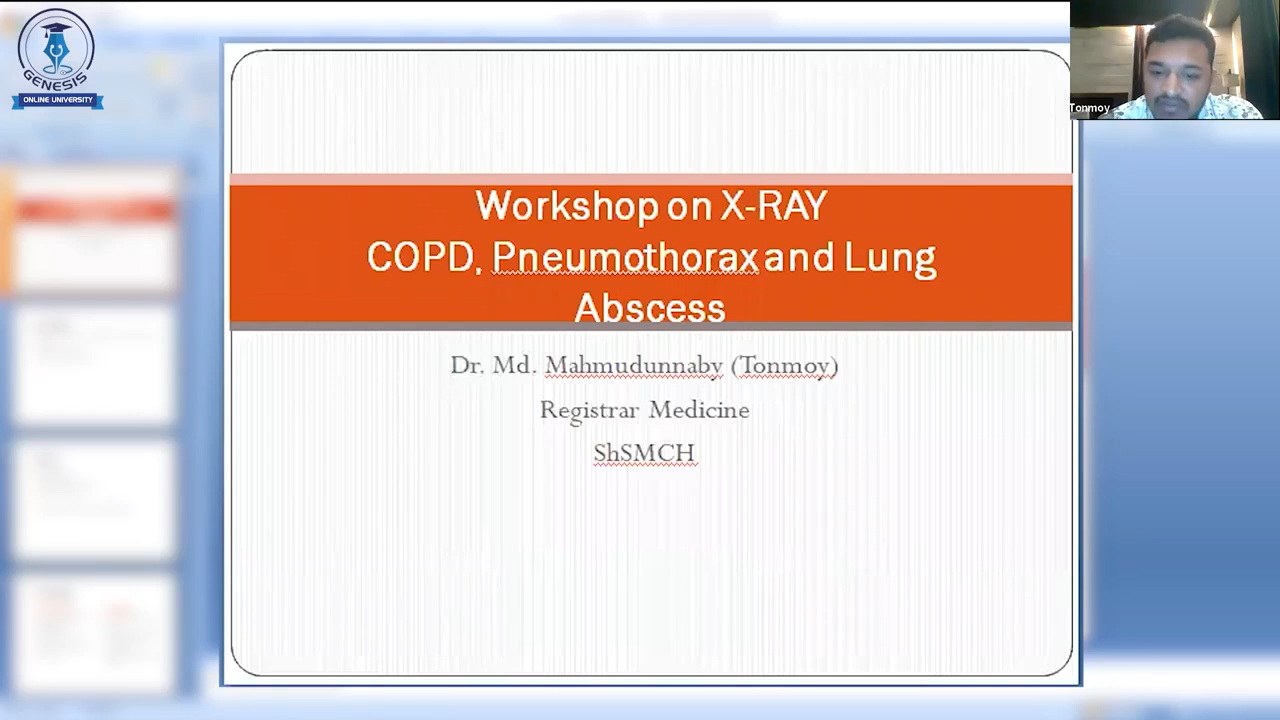 GENESIS
ONLINE UNIVERSITY
Tonmoy
Workshop on X-RAY
COPD, Pneumothorax and Lung
Abscess
Dr. Md. Mahmudunnaby (Tonmoy)
Registrar Medicine
ShSMCH